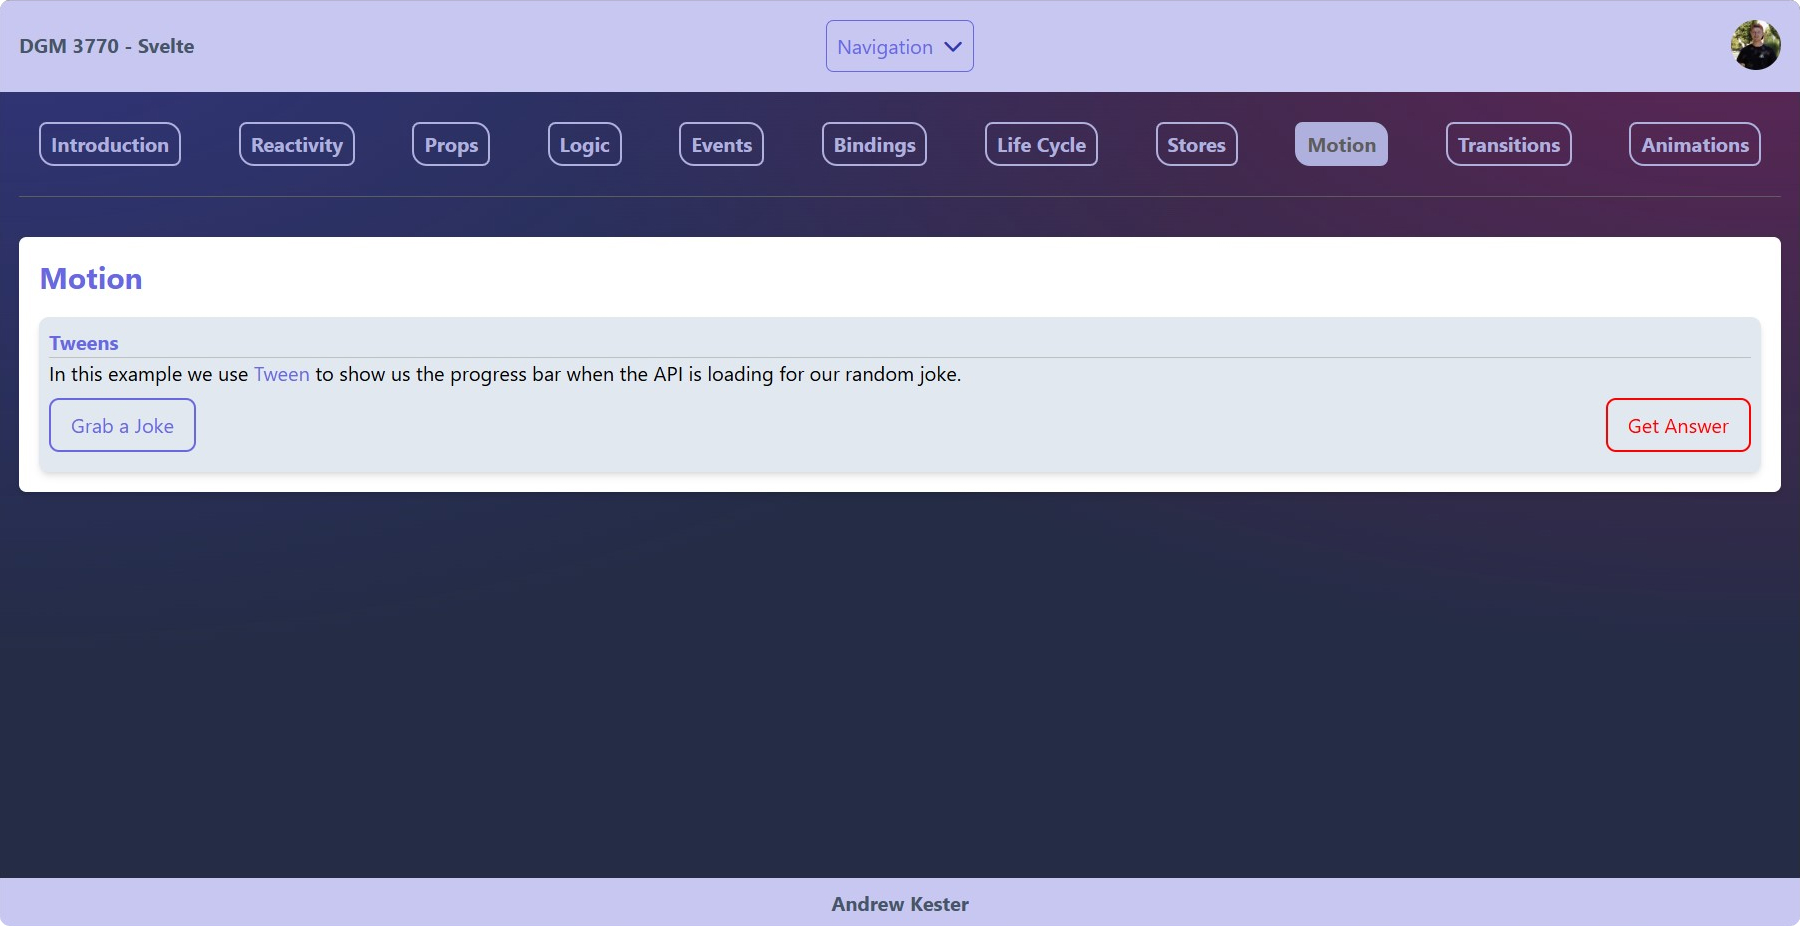 DGM 3770 - Svelte
Navigation
Introduction
Reactivity
Props
Logic
Events
Bindings
Life Cycle
Stores
Motion
Transitions
Animations
Motion
Tweens
In this example we use Tween to show us the progress bar when the API is loading for our random joke.
Grab a Joke
Get Answer
Andrew Kester